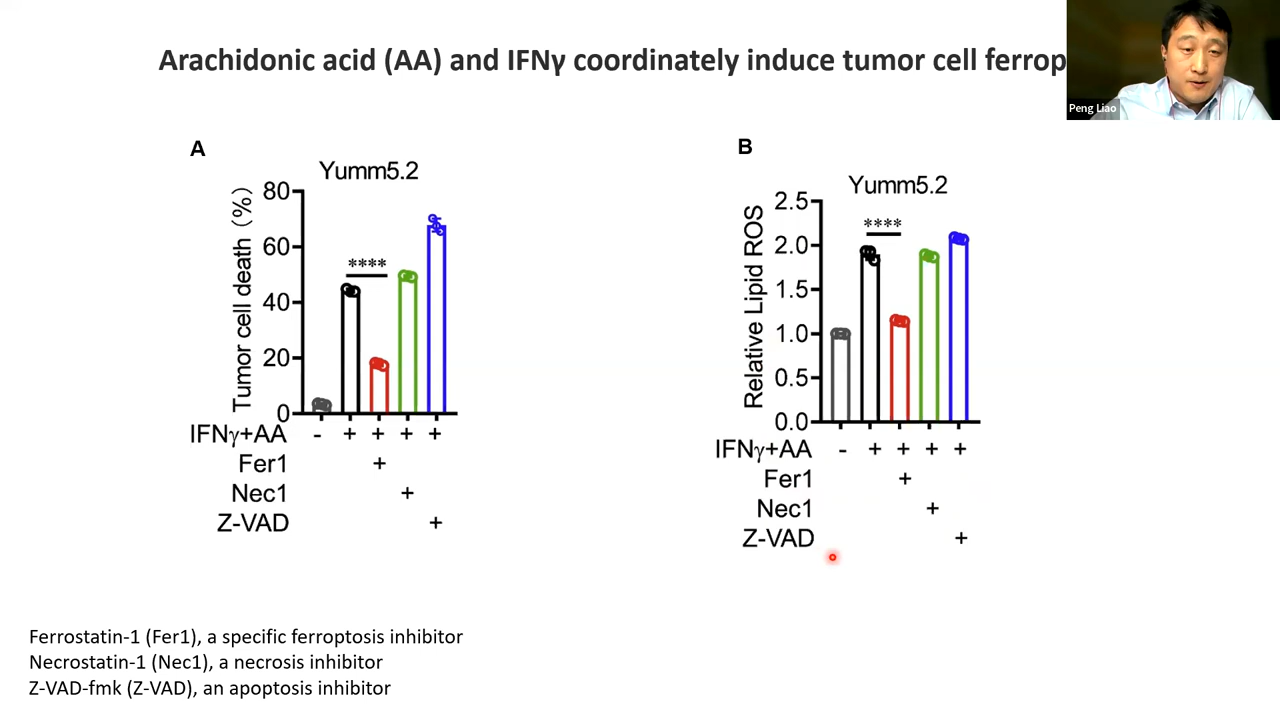 Arachidonic acid (AA) and IFNγ coordinately induce tumor cell ferrop
Peng Liao
A
Yumm5.2
Tumor cell death (%)
80
60
40
20
0
****
IFNγ+AA - + + + +
Fer1 +
Nec1 +
Z-VAD +
B
Yumm5.2
Relative Lipid ROS
2.5
2.0
1.5
1.0
0.5
0.0
****
IFNγ+AA - + + + +
Fer1 +
Nec1 +
Z-VAD +
Ferrostatin-1 (Fer1), a specific ferroptosis inhibitor
Necrostatin-1 (Nec1), a necrosis inhibitor
Z-VAD-fmk (Z-VAD), an apoptosis inhibitor